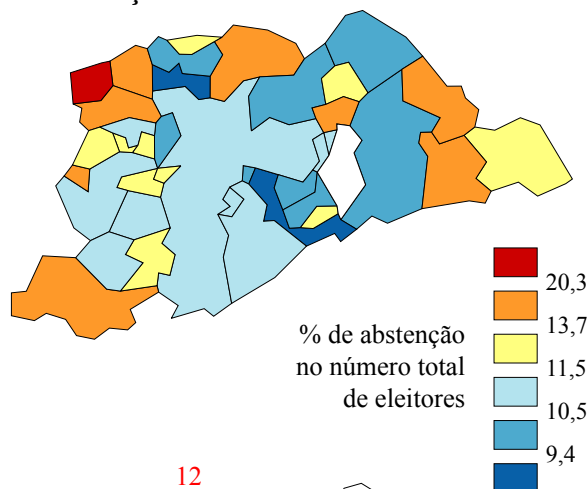 % de abstenção
no número total
de eleitores
20,3
13,7
11,5
10,5
9,4
12